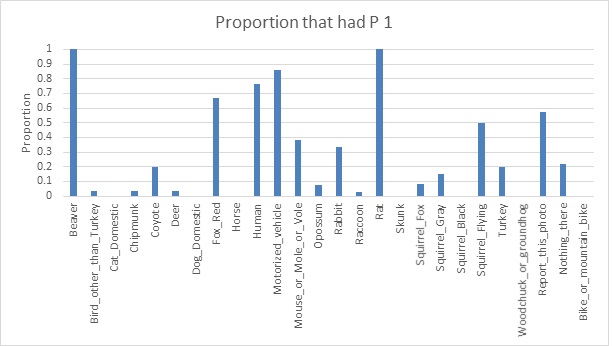 Proportion that had P 1
Proportion
1
0.9
0.8
0.7
0.6
0.5
0.4
0.3
0.2
0.1
0
Beaver
Bird_other_than_Turkey
Cat_Domestic
Chipmunk
Coyote
Deer
Dog_Domestic
Fox_Red
Horse
Human
Motorized_vehicle
Mouse_or_Mole_or_Vole
Opossum
Rabbit
Raccoon
Rat
Skunk
Squirrel_Fox
Squirrel_Gray
Squirrel_Black
Squirrel_Flying
Turkey
Woodchuck_or_groundhog
Report_this_photo
Nothing_there
Bike_or_mountain_bike